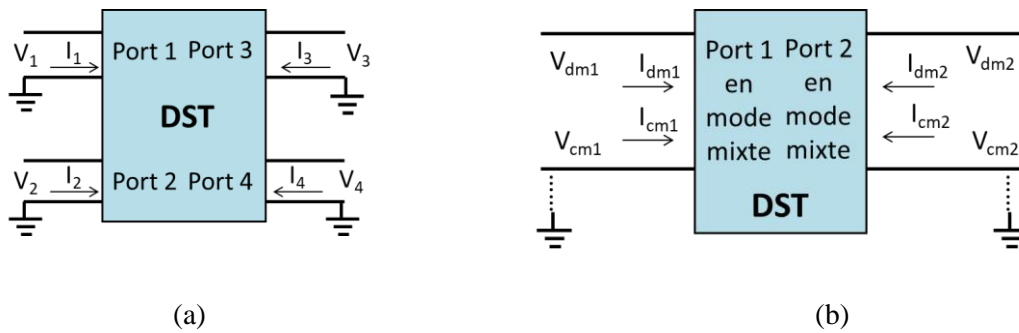 V1 I1 Port 1 Port 3 I3 V3
DST
V2 I2 Port 2 Port 4 I4 V4
Vdm1 Idm1 Port 1 Port 2 Idm2 Vdm2
en en
Vcm1 Icm1 mode mode Icm2 Vcm2
mixte mixte
DST
(a) (b)